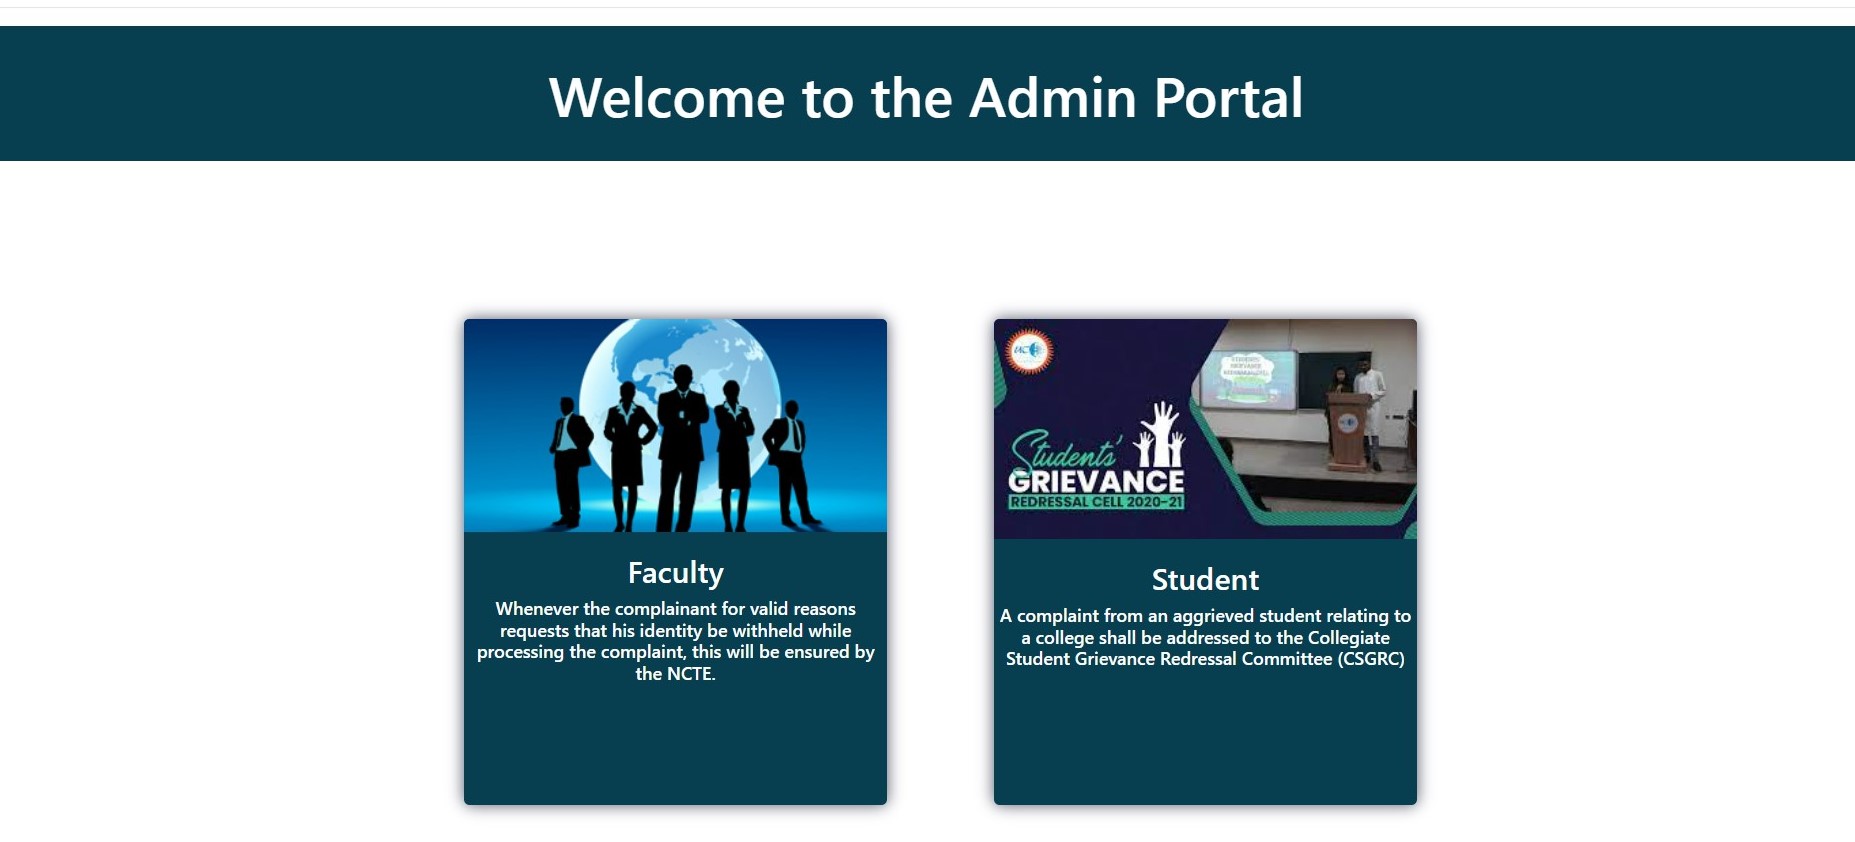 Welcome to the Admin Portal
Students'
GRIEVANCE
REDRESSAL CELL 2020-21
Faculty
Whenever the complainant for valid reasons
requests that his identity be withheld while
processing the complaint, this will be ensured by
the NCTE.
Student
A complaint from an aggrieved student relating to
a college shall be addressed to the Collegiate
Student Grievance Redressal Committee (CSGRC)